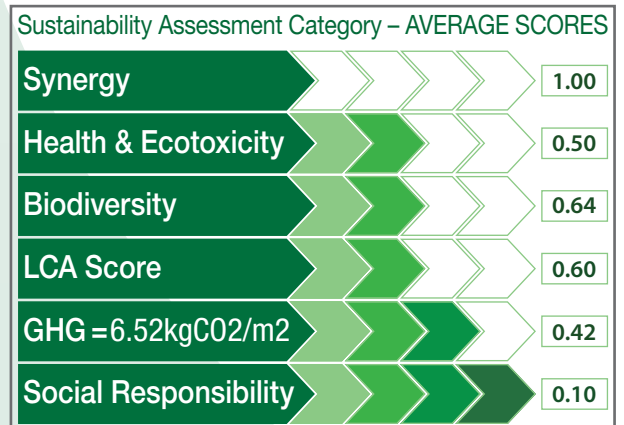 Sustainability Assessment Category – AVERAGE SCORES
Synergy 1.00
Health & Ecotoxicity 0.50
Biodiversity 0.64
LCA Score 0.60
GHG =6.52kgCO2/m2 0.42
Social Responsibility 0.10